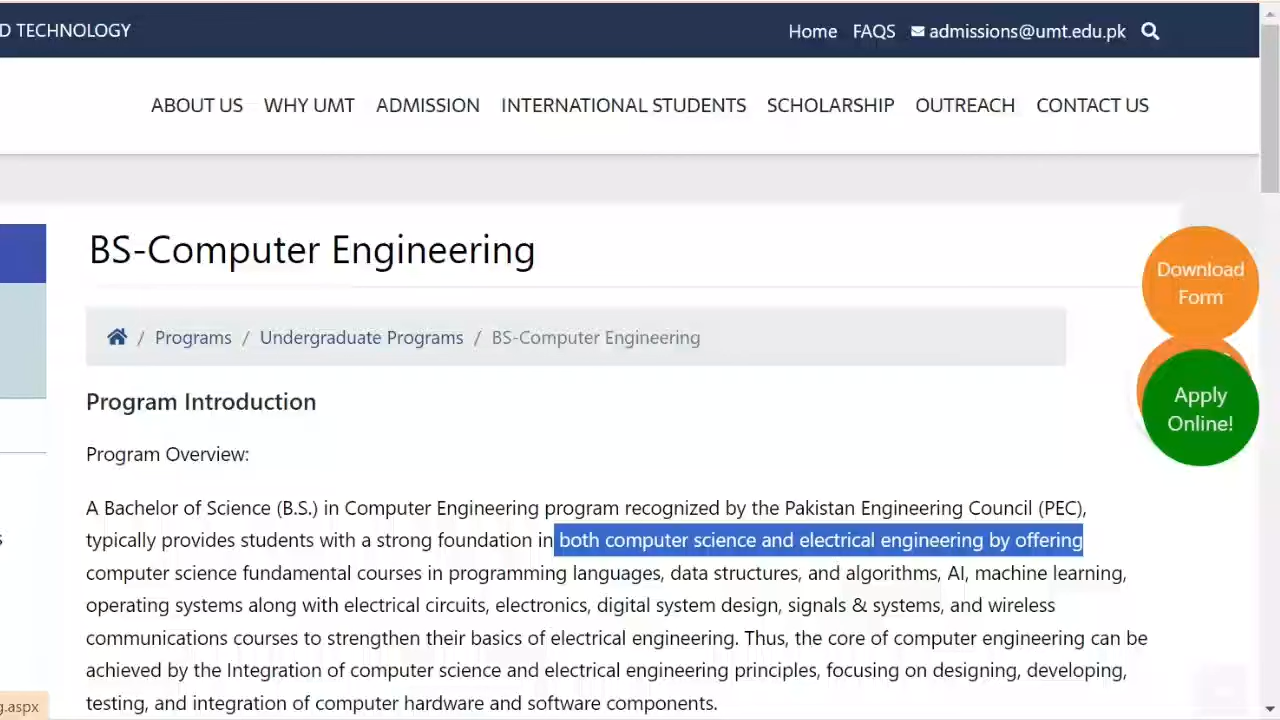 D TECHNOLOGY
Home FAQS admissions@umt.edu.pk
ABOUT US WHY UMT ADMISSION INTERNATIONAL STUDENTS SCHOLARSHIP OUTREACH CONTACT US
BS-Computer Engineering
Download
Form
/ Programs / Undergraduate Programs / BS-Computer Engineering
Apply
Online!
Program Introduction
Program Overview:
A Bachelor of Science (B.S.) in Computer Engineering program recognized by the Pakistan Engineering Council (PEC),
typically provides students with a strong foundation in both computer science and electrical engineering by offering
computer science fundamental courses in programming languages, data structures, and algorithms, AI, machine learning,
operating systems along with electrical circuits, electronics, digital system design, signals & systems, and wireless
communications courses to strengthen their basics of electrical engineering. Thus, the core of computer engineering can be
achieved by the Integration of computer science and electrical engineering principles, focusing on designing, developing,
testing, and integration of computer hardware and software components.
s
g.aspx